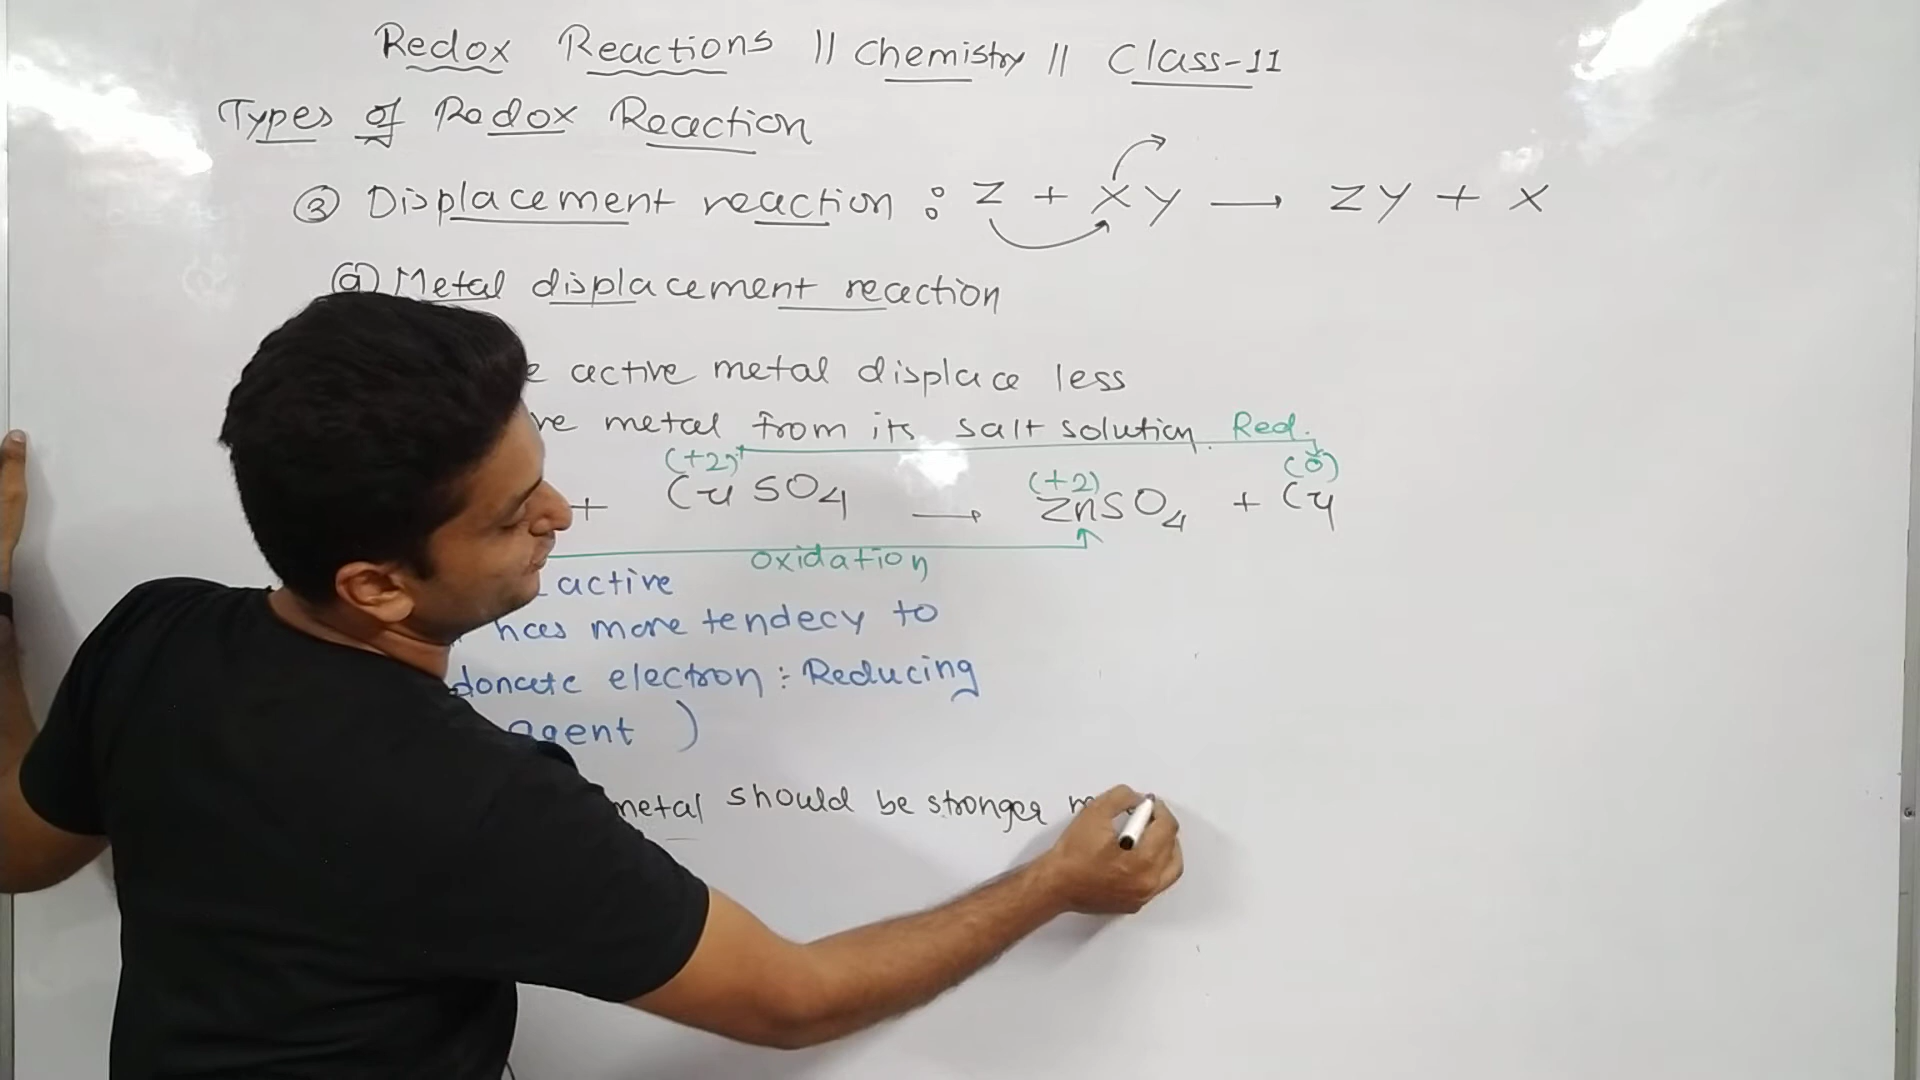 Redox Reactions || Chemistry || Class-11
Types of Redox Reaction
③ Displacement reaction : Z + XY → ZY + X
ⓐ Metal displacement reaction
active metal displace less
metal from its salt solution. Red.
(+2) (+2) (0)
+ CuSO4 → ZnSO4 + Cu
oxidation
active
has more tendecy to
donate electron : Reducing
agent )
metal should be stronger